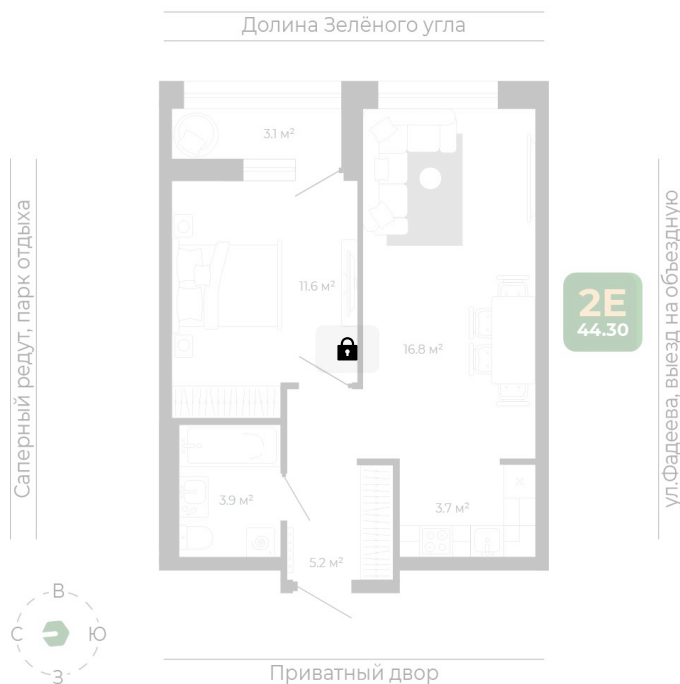 Долина Зелёного угла
3.1 м²
Саперный редут, парк отдыха
ул.Фадеева, выезд на объездную
11.6 м²
2Е
44.30
16.8 м²
3.9 м²
3.7 м²
5.2 м²
В
С
Ю
З
Приватный двор